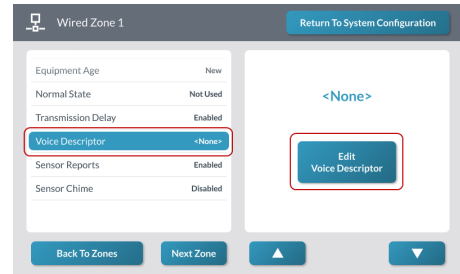 Wired Zone 1
Return To System Configuration
Equipment Age New
Normal State Not Used
Transmission Delay Enabled
Voice Descriptor <None>
Sensor Reports Enabled
Sensor Chime Disabled
<None>
Edit
Voice Descriptor
Back To Zones
Next Zone